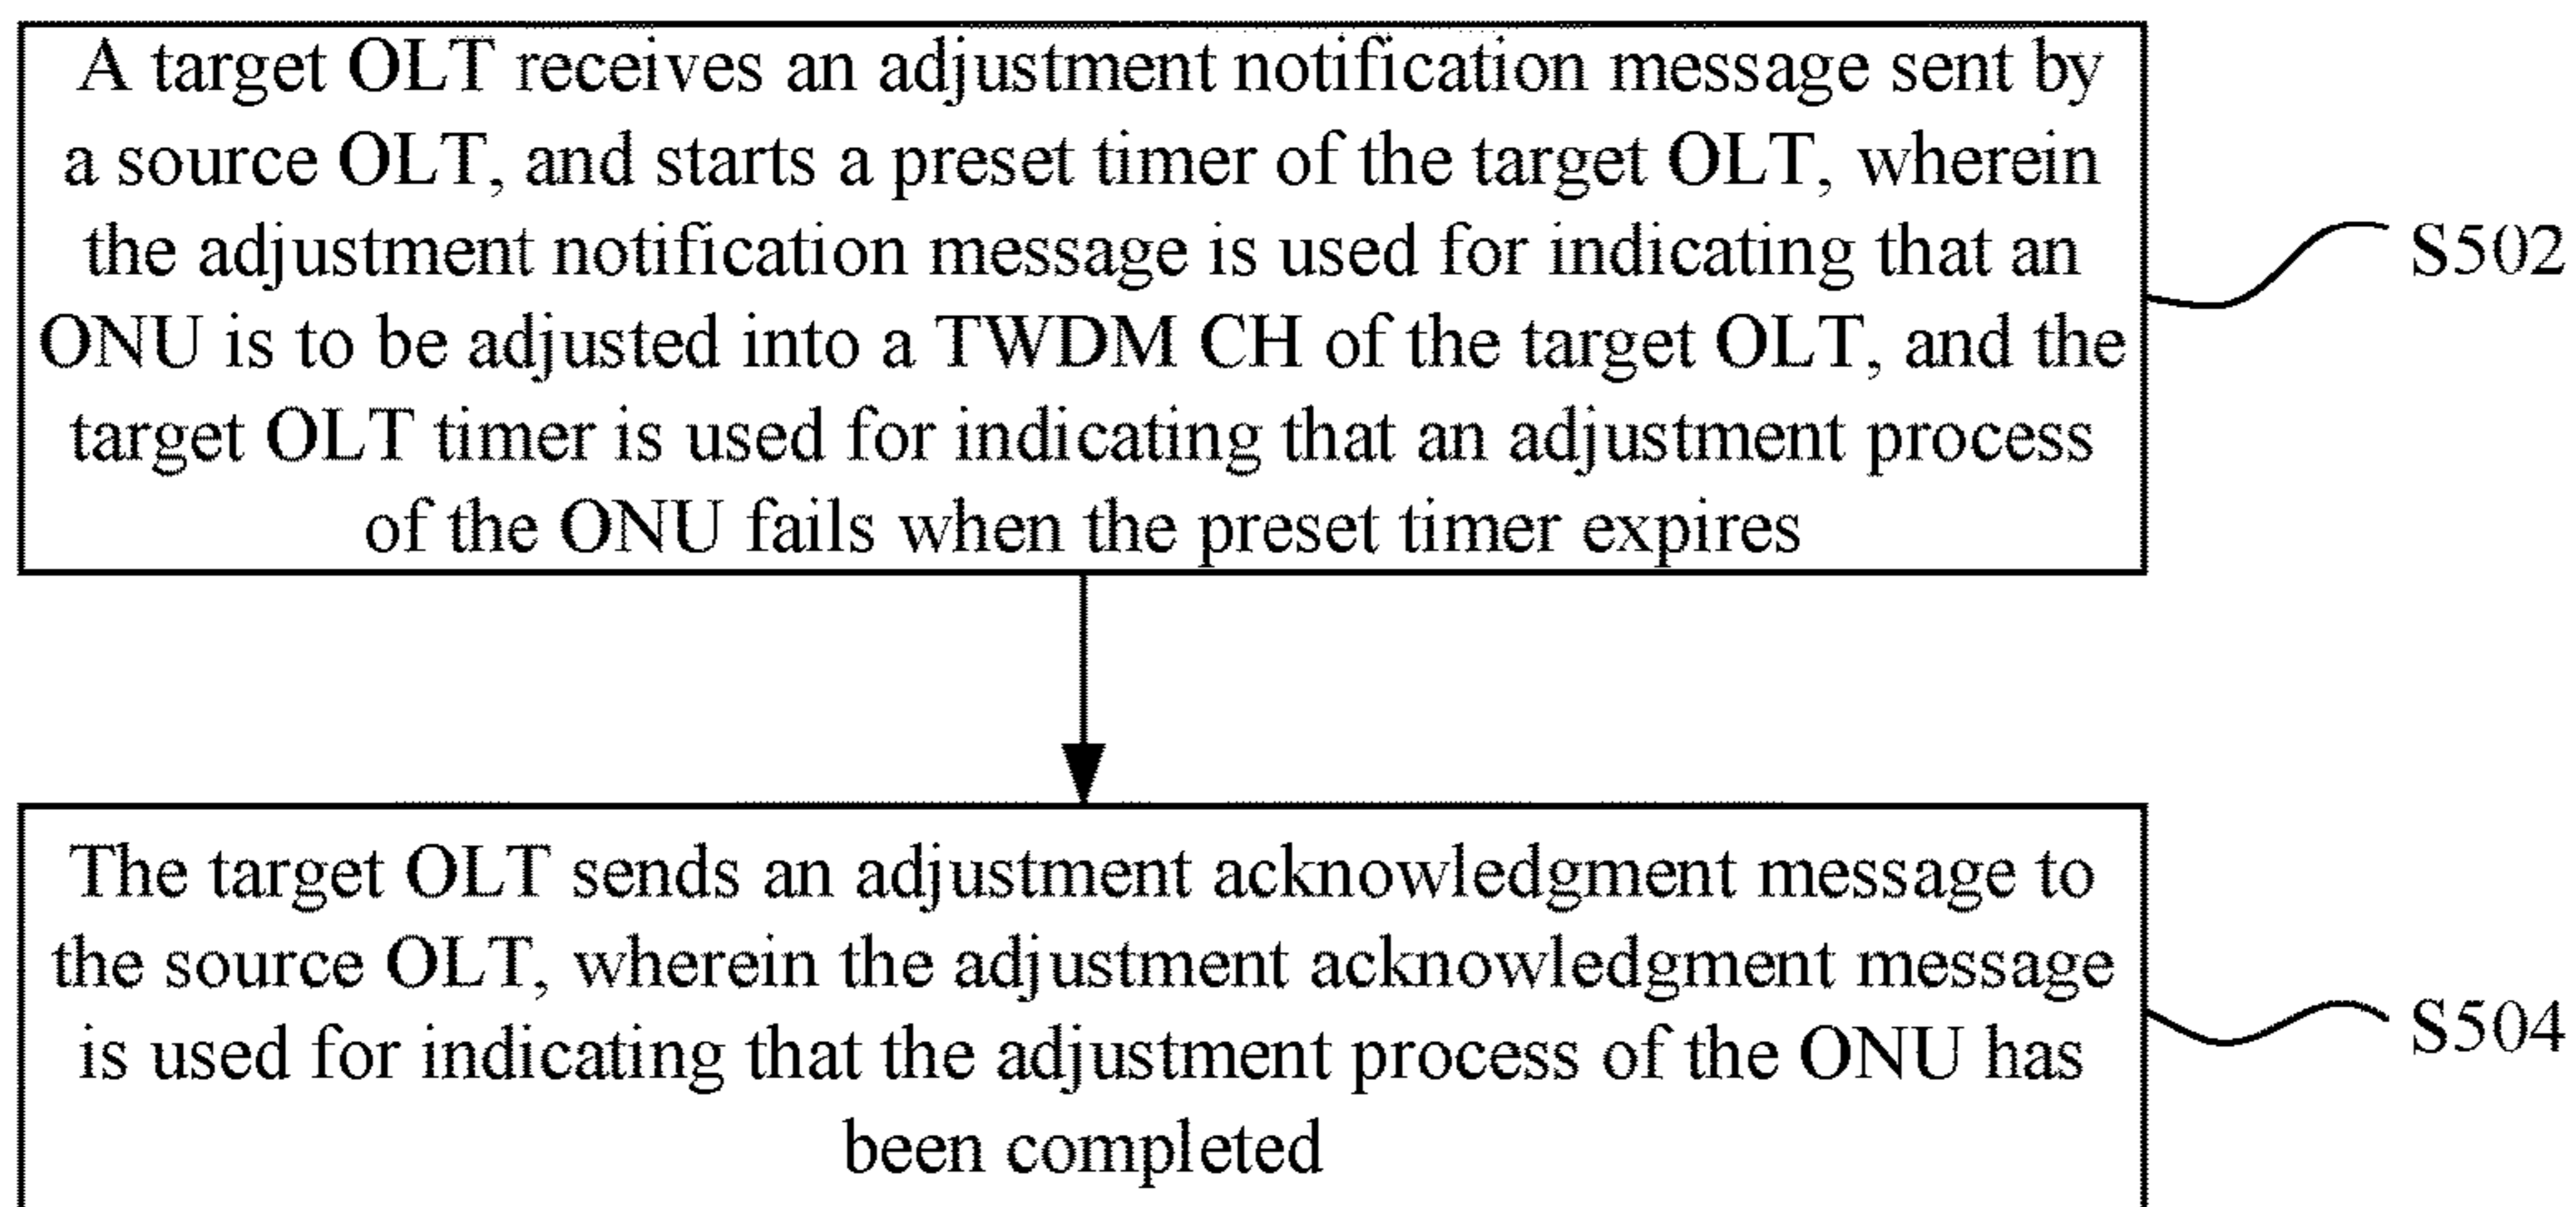 A target OLT receives an adjustment notification message sent by
a source OLT, and starts a preset timer of the target OLT, wherein
the adjustment notification message is used for indicating that an
ONU is to be adjusted into a TWDM CH of the target OLT, and the
target OLT timer is used for indicating that an adjustment process
of the ONU fails when the preset timer expires
S502
The target OLT sends an adjustment acknowledgment message to
the source OLT, wherein the adjustment acknowledgment message
is used for indicating that the adjustment process of the ONU has
been completed
S504